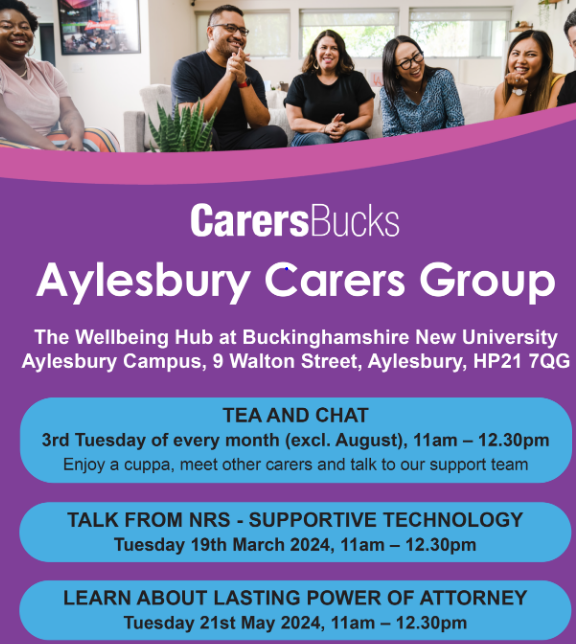 CarersBucks
Aylesbury Carers Group
The Wellbeing Hub at Buckinghamshire New University
Aylesbury Campus, 9 Walton Street, Aylesbury, HP21 7QG
TEA AND CHAT
3rd Tuesday of every month (excl. August), 11am – 12.30pm
Enjoy a cuppa, meet other carers and talk to our support team
TALK FROM NRS - SUPPORTIVE TECHNOLOGY
Tuesday 19th March 2024, 11am – 12.30pm
LEARN ABOUT LASTING POWER OF ATTORNEY
Tuesday 21st May 2024, 11am – 12.30pm